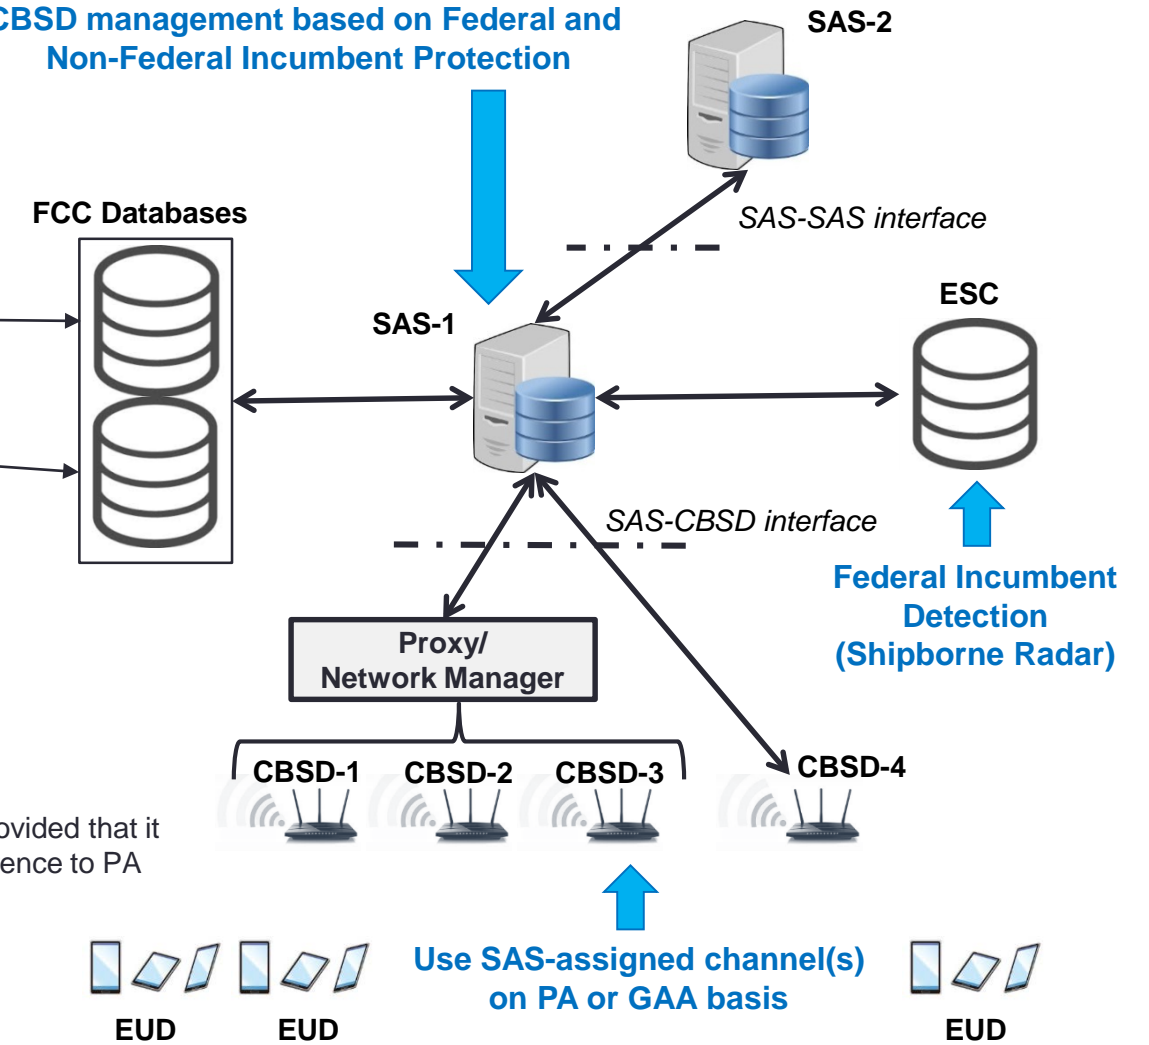 CBSD management based on Federal and
Non-Federal Incumbent Protection
SAS-2
FCC Databases
SAS-SAS interface
ESC
SAS-1
SAS-CBSD interface
Federal Incumbent
Detection
(Shipborne Radar)
Proxy/
Network Manager
CBSD-1
CBSD-2
CBSD-3
CBSD-4
ovided that it
ence to PA
Use SAS-assigned channel(s)
on PA or GAA basis
EUD
EUD
EUD